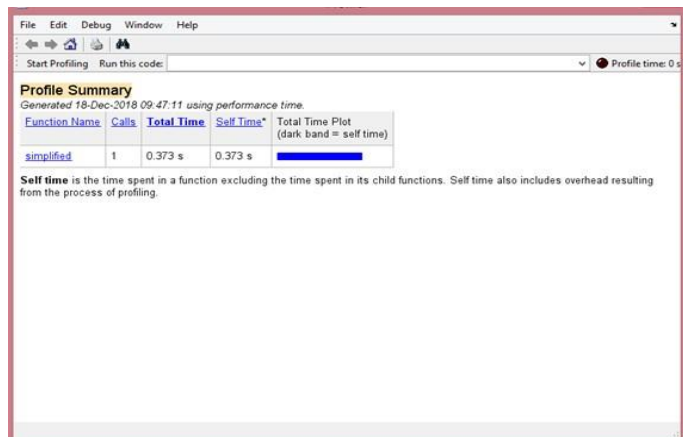 File Edit Debug Window Help
Start Profiling Run this code: Profile time: 0 s
Profile Summary
Generated 18-Dec-2018 09:47:11 using performance time.
Function Name Calls Total Time Self Time* Total Time Plot
(dark band = self time)
simplified 1 0.373 s 0.373 s
Self time is the time spent in a function excluding the time spent in its child functions. Self time also includes overhead resulting
from the process of profiling.